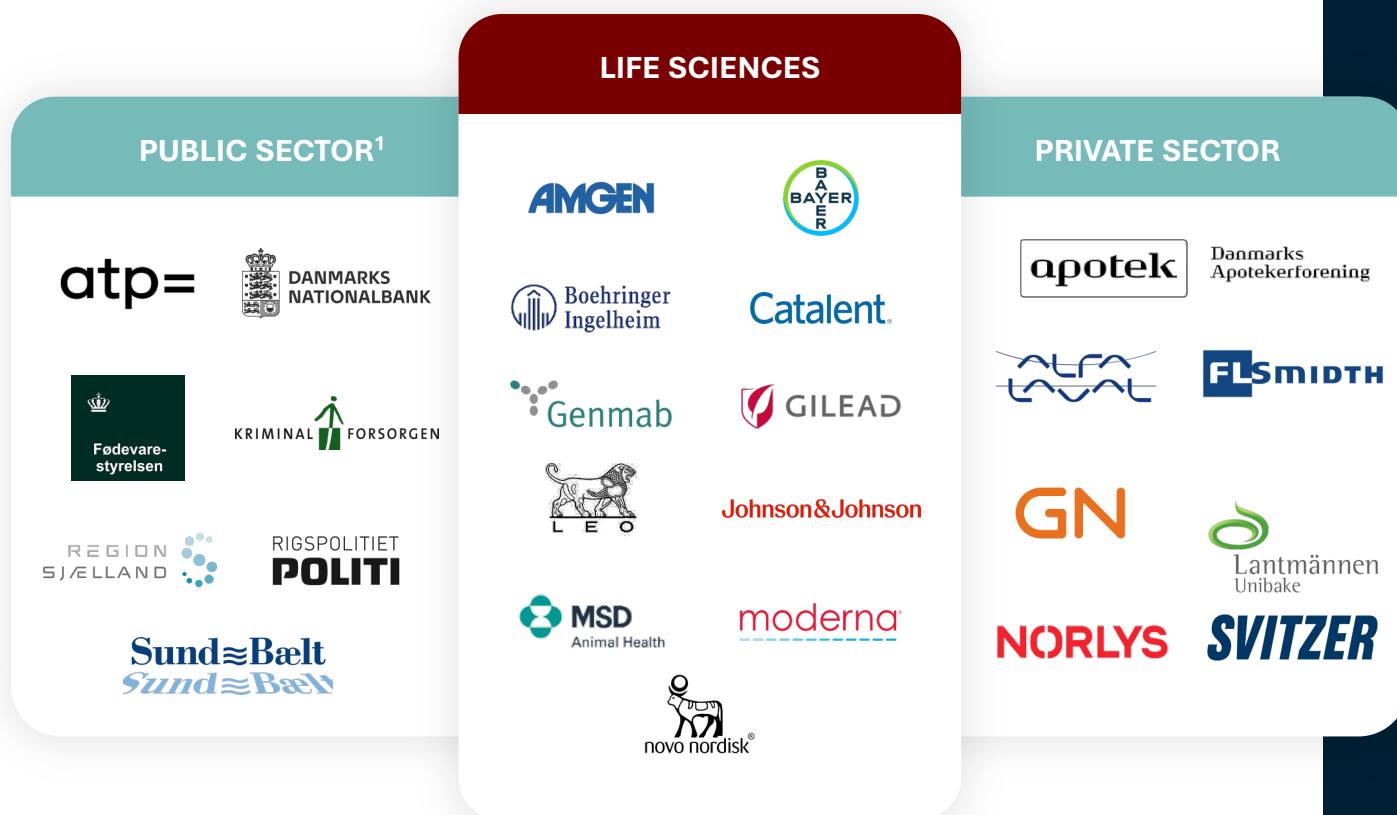 LIFE SCIENCES
PUBLIC SECTOR¹
PRIVATE SECTOR
atp=
DANMARKS
NATIONALBANK
Fødevare-
styrelsen
KRIMINAL FORSORGEN
REGION
SJÆLLAND
RIGSPOLITIET
POLITI
Sund≈Bælt
Sund≈Bælt
AMGEN
BAYER
BAYER
Boehringer
Ingelheim
Catalent®
Genmab
GILEAD
LEO
Johnson&Johnson
MSD
Animal Health
moderna®
novo nordisk®
apotek
Danmarks
Apotekerforening
ALFA
LAVAL
FLSMIDTH
GN
Lantmännen
Unibake
NORLYS
SVITZER